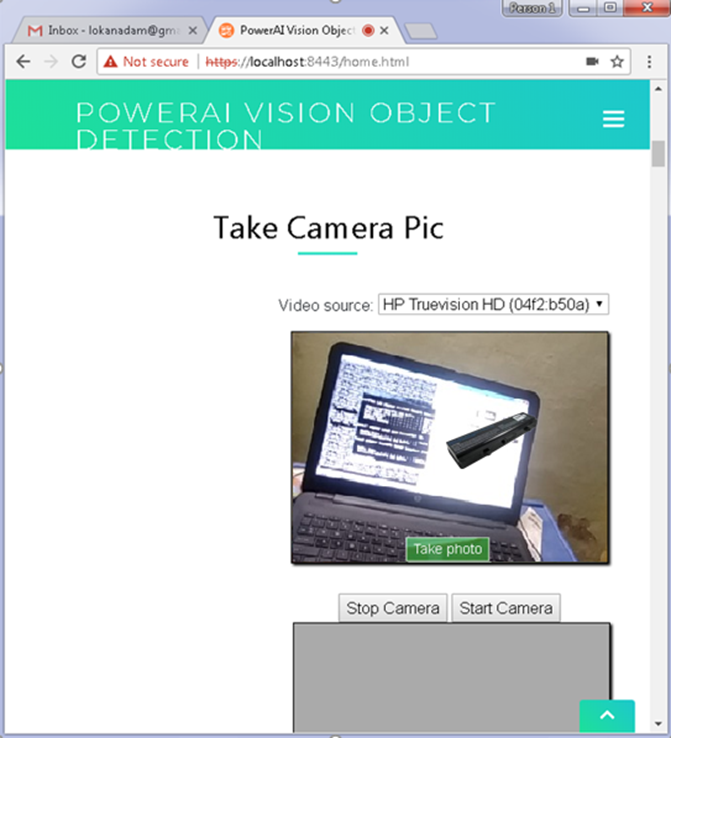 Person 1
Inbox - lokanadam@gm
PowerAI Vision Object
Not secure | https://localhost:8443/home.html
POWERAI VISION OBJECT
DETECTION
Take Camera Pic
Video source: HP Truevision HD (04f2:b50a)
Take photo
Stop Camera Start Camera